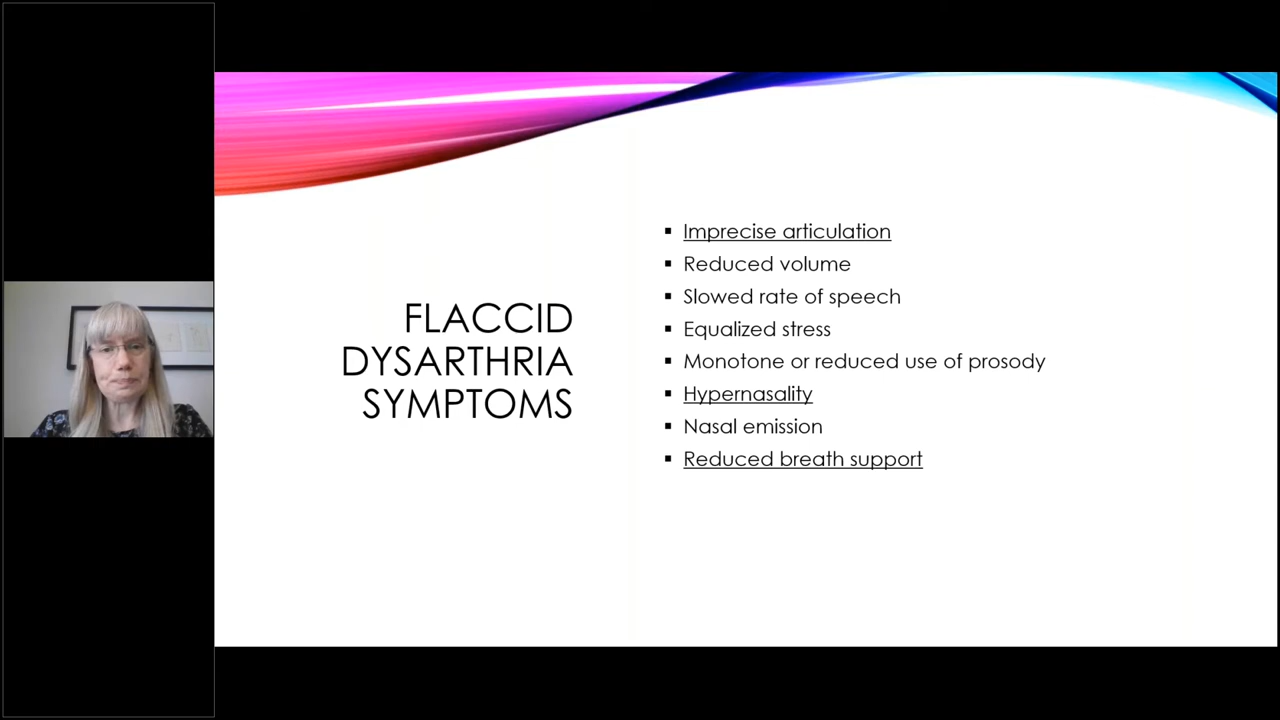 FLACCID
DYSARTHRIA
SYMPTOMS
▪ Imprecise articulation
▪ Reduced volume
▪ Slowed rate of speech
▪ Equalized stress
▪ Monotone or reduced use of prosody
▪ Hypernasality
▪ Nasal emission
▪ Reduced breath support